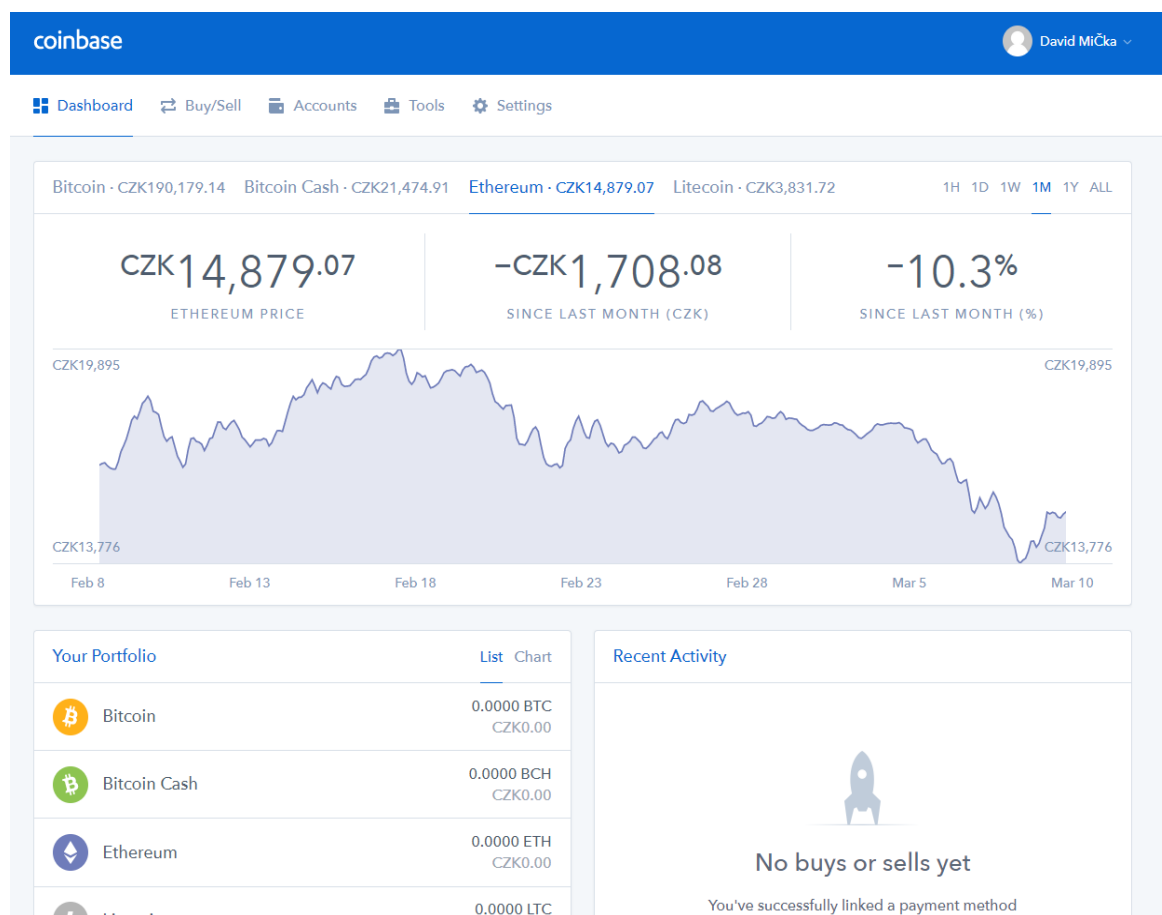 coinbase
David MiČka
Dashboard Buy/Sell Accounts Tools Settings
Bitcoin · CZK190,179.14 Bitcoin Cash · CZK21,474.91 Ethereum · CZK14,879.07 Litecoin · CZK3,831.72 1H 1D 1W 1M 1Y ALL
CZK14,879.07 −CZK1,708.08 −10.3%
ETHEREUM PRICE SINCE LAST MONTH (CZK) SINCE LAST MONTH (%)
CZK19,895 CZK19,895
CZK13,776 CZK13,776
Feb 8 Feb 13 Feb 18 Feb 23 Feb 28 Mar 5 Mar 10
Your Portfolio List Chart
Bitcoin 0.0000 BTC
CZK0.00
Bitcoin Cash 0.0000 BCH
CZK0.00
Ethereum 0.0000 ETH
CZK0.00
0.0000 LTC
Recent Activity
No buys or sells yet
You've successfully linked a payment method